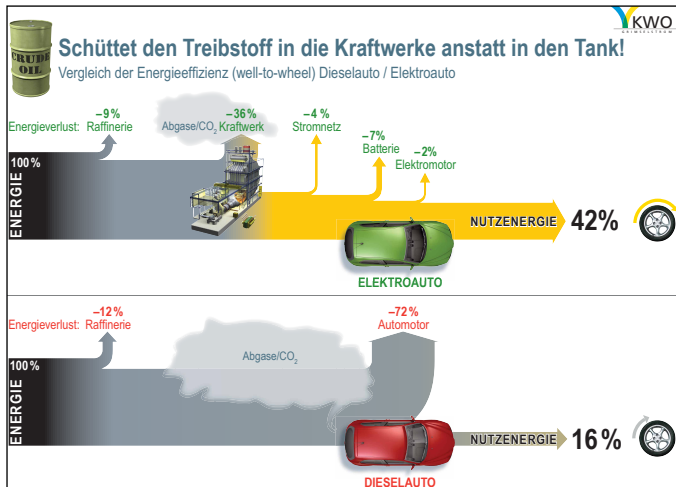 KWO
GRIMSELSTROM
CRUDE
OIL
Schüttet den Treibstoff in die Kraftwerke anstatt in den Tank!
Vergleich der Energieeffizienz (well-to-wheel) Dieselauto / Elektroauto
–9% –36% –4% –7% –2%
Energieverlust: Raffinerie Abgase/CO₂ Kraftwerk Stromnetz Batterie Elektromotor
100%
ENERGIE
NUTZENERGIE 42%
ELEKTROAUTO
–12% –72%
Energieverlust: Raffinerie Automotor
Abgase/CO₂
100%
ENERGIE
NUTZENERGIE 16%
DIESELAUTO